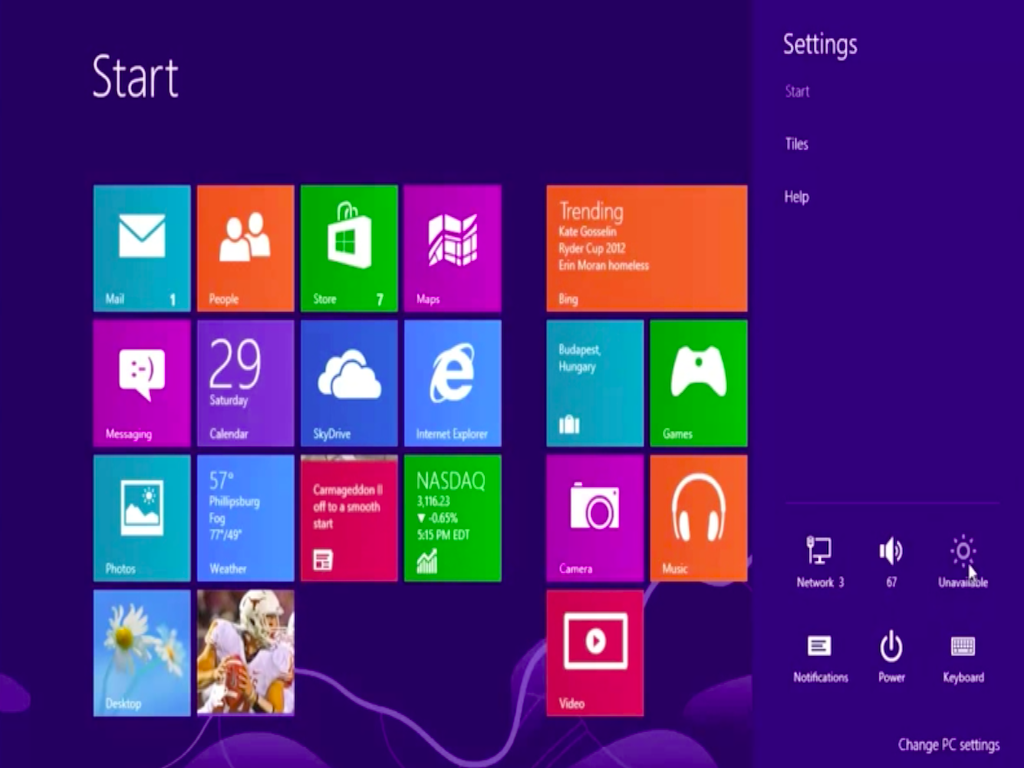 Start
Mail 1
People
Store 7
Maps
Messaging
29
Saturday
Calendar
SkyDrive
Internet Explorer
Photos
57°
Phillipsburg
Fog
77°/49°
Weather
Carmageddon II
off to a smooth
start
NASDAQ
3,116.23
▼ -0.65%
5:15 PM EDT
Desktop
Trending
Kate Gosselin
Ryder Cup 2012
Erin Moran homeless
Bing
Budapest,
Hungary
Games
Camera
Music
Video
Settings
Start
Tiles
Help
Network 3
67
Unavailable
Notifications
Power
Keyboard
Change PC settings